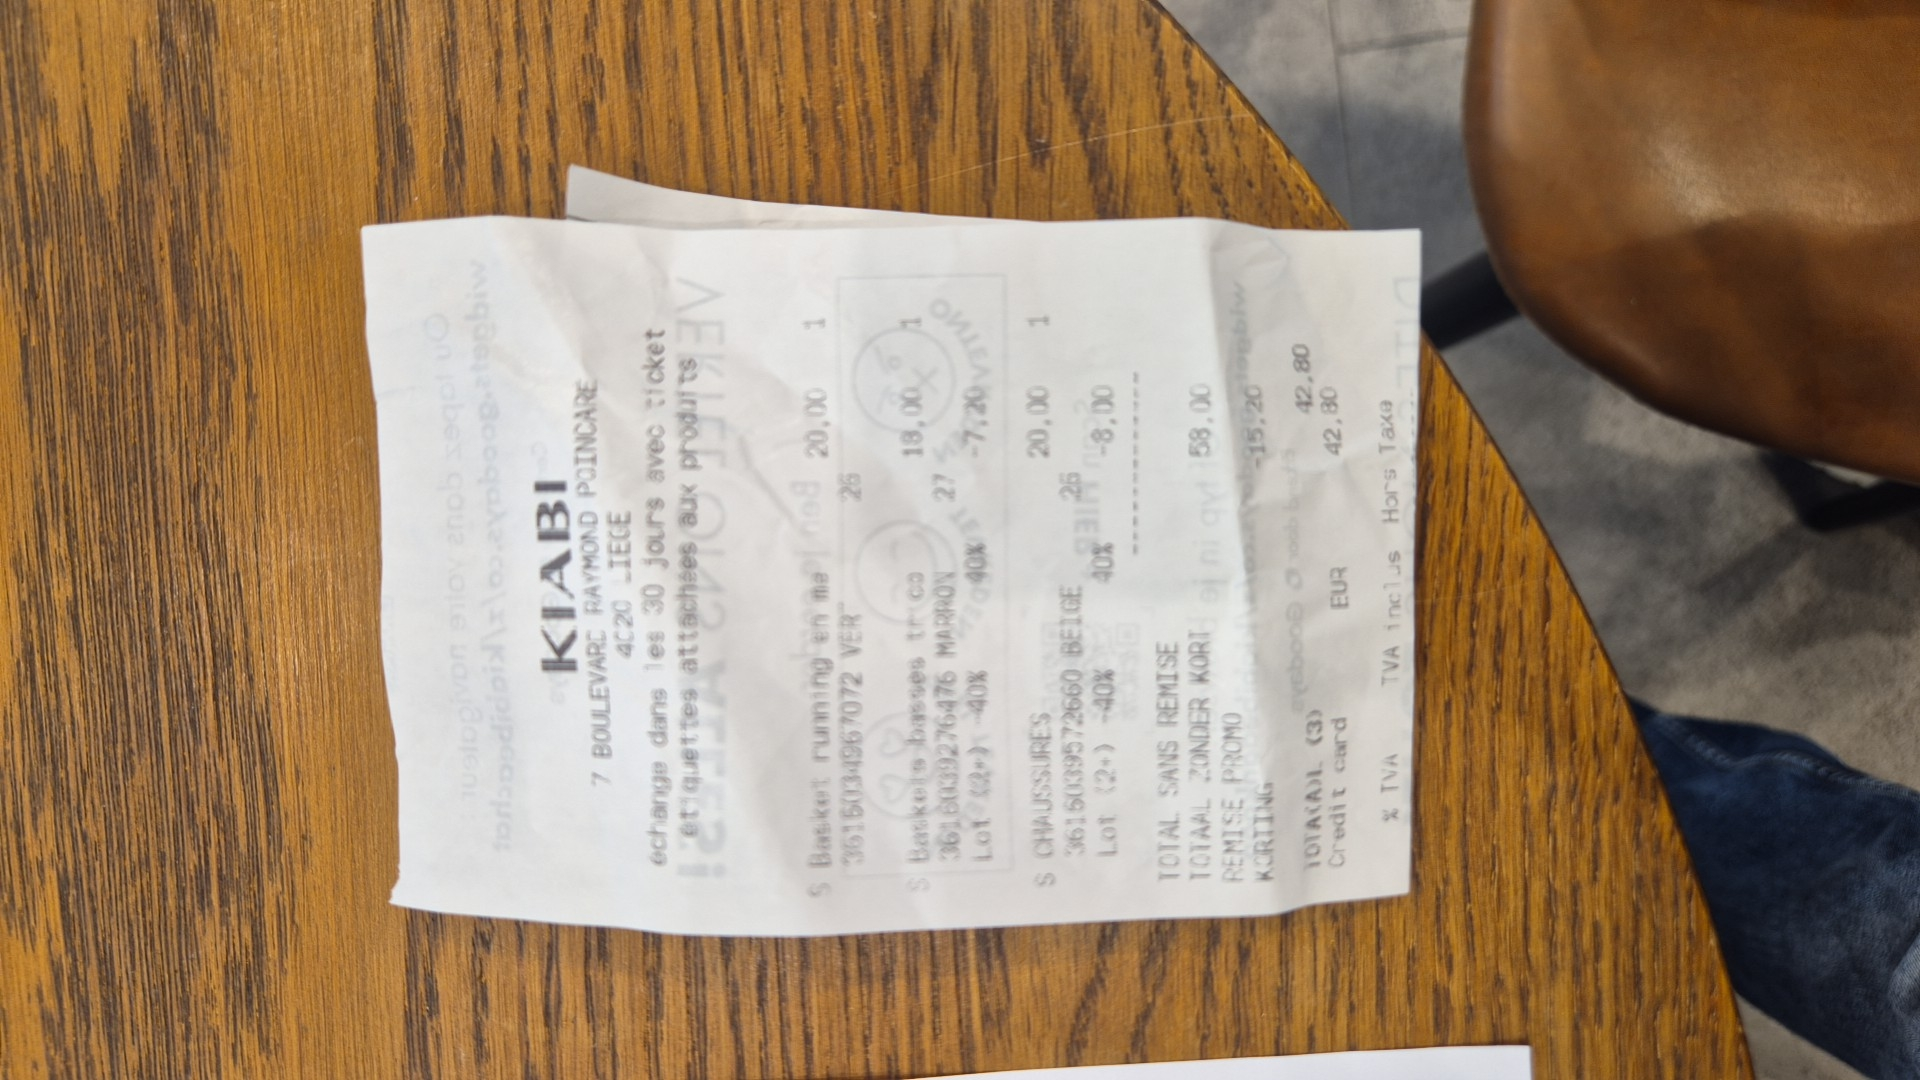 KIABI
7 BOULEVARD RAYMOND POINCARE
4020 LIEGE
échange dans les 30 jours avec ticket
et étiquettes attachées aux produits
S Basket running en me 20,00 1
3616034967072 VER 26
S baskets basses trico 18,00 1
3616039276476 MARRON 27
Lot (2+) -40% 40% -7,20
S CHAUSSURES 20,00 1
3616039572660 BEIGE 26
Lot (2+) -40% 40% -8,00
TOTAL SANS REMISE
TOTAAL ZONDER KORT 58,00
REMISE PROMO
KORTING -15,20
TOTA(A)L (3) 42,80
Credit card EUR 42,80
% TVA TVA inclus Hors Taxe